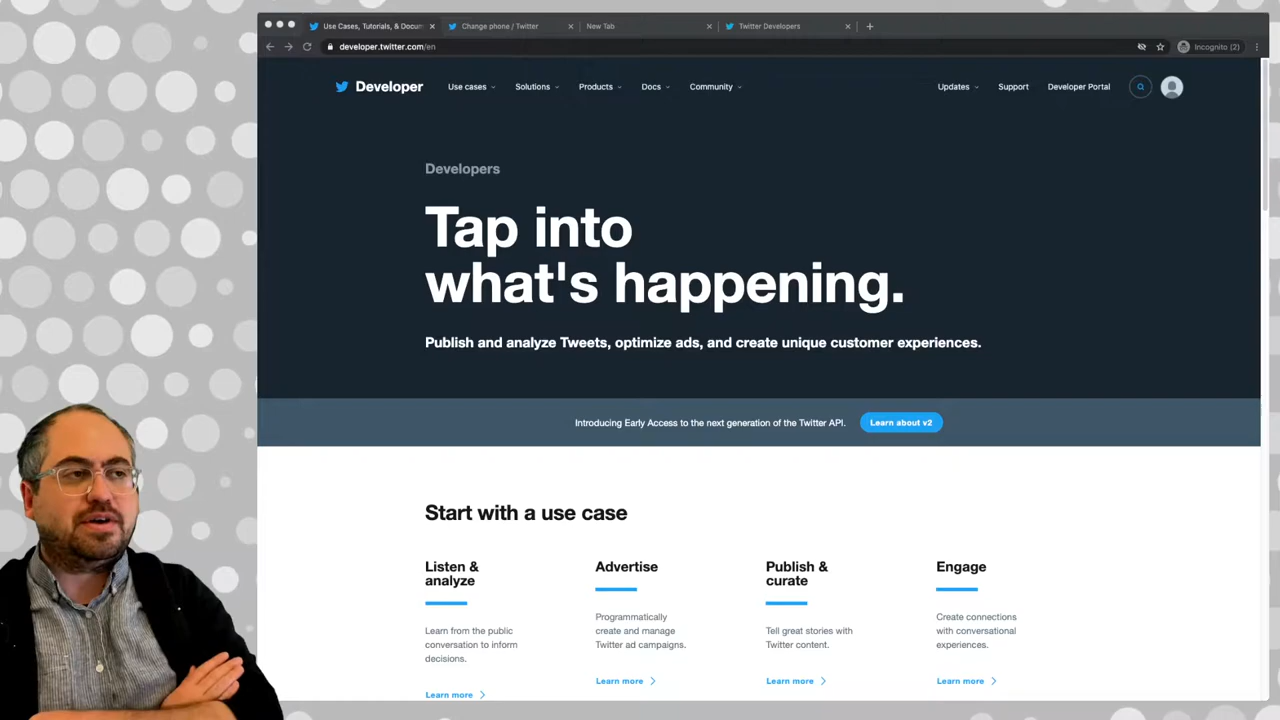 Use Cases, Tutorials, & Docum
Change phone / Twitter
New Tab
Twitter Developers
developer.twitter.com/en
Incognito (2)
Developer
Use cases
Solutions
Products
Docs
Community
Updates
Support
Developer Portal
Developers
Tap into
what's happening.
Publish and analyze Tweets, optimize ads, and create unique customer experiences.
Introducing Early Access to the next generation of the Twitter API.
Learn about v2
Start with a use case
Listen &
analyze
Learn from the public
conversation to inform
decisions.
Learn more
Advertise
Programmatically
create and manage
Twitter ad campaigns.
Learn more
Publish &
curate
Tell great stories with
Twitter content.
Learn more
Engage
Create connections
with conversational
experiences.
Learn more